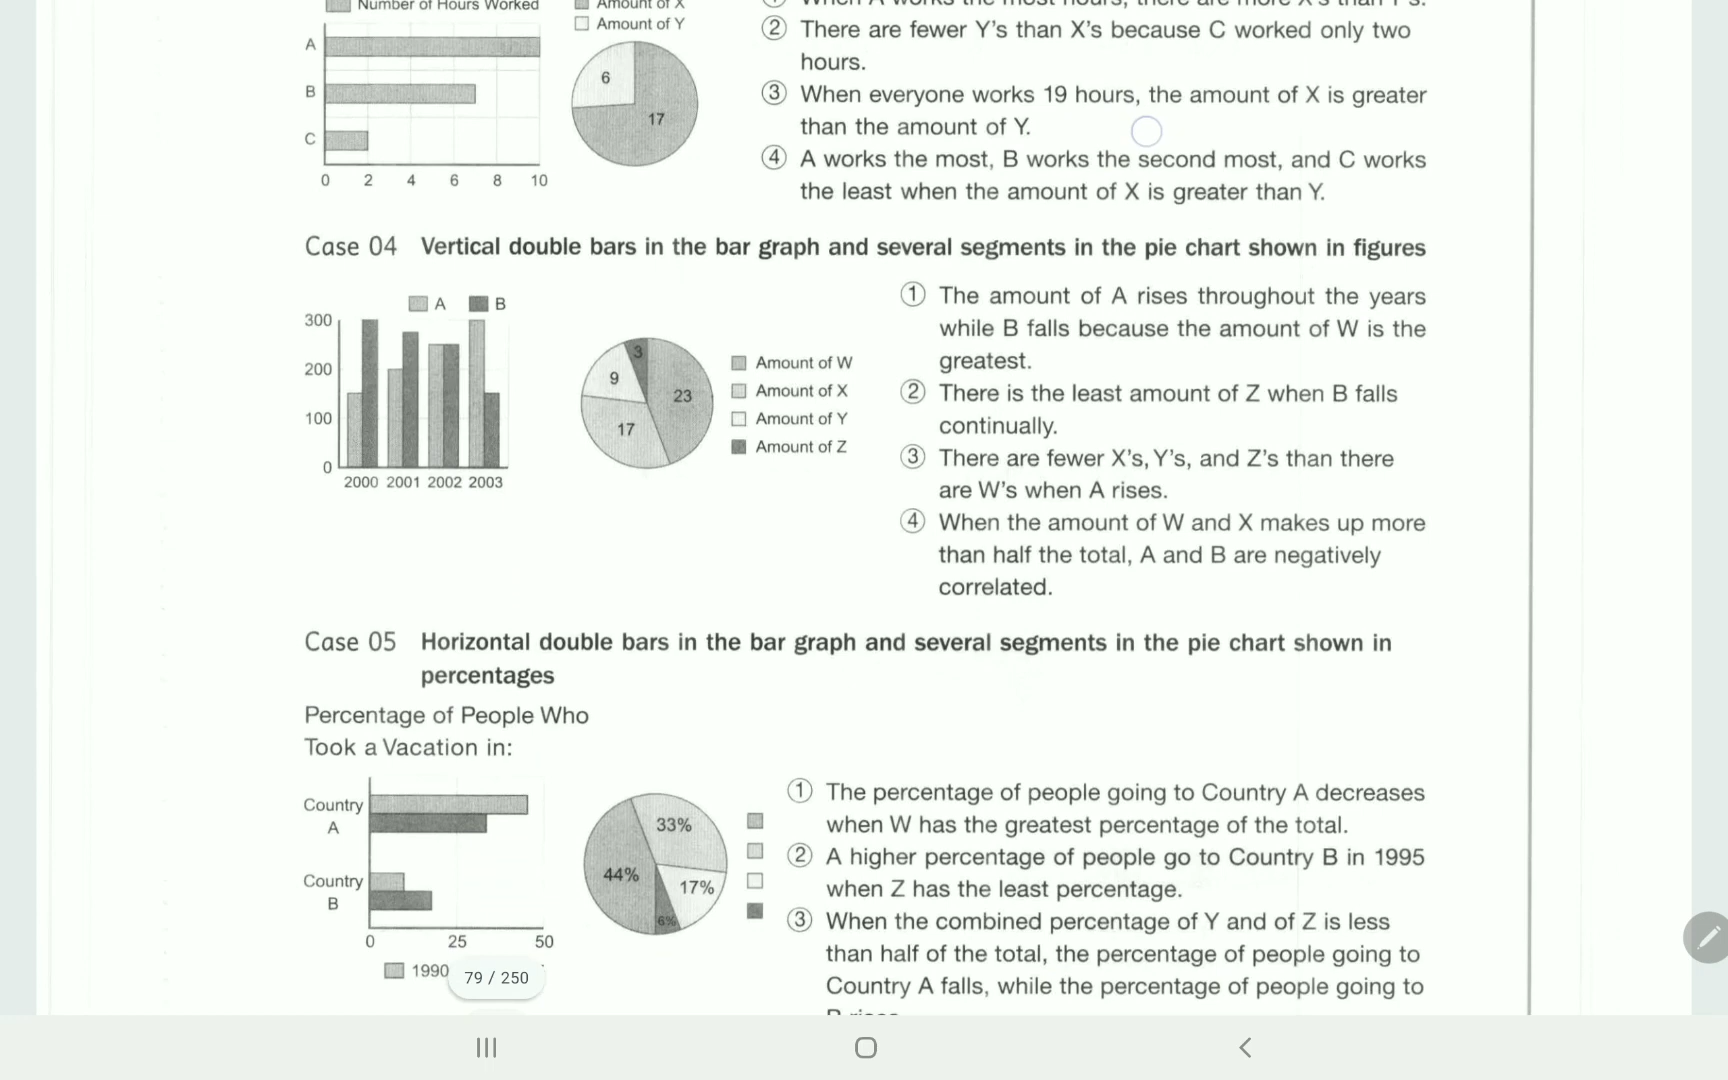 Number of Hours Worked
A
B
C
0 2 4 6 8 10
Amount of X
Amount of Y
6
17
② There are fewer Y's than X's because C worked only two
hours.
③ When everyone works 19 hours, the amount of X is greater
than the amount of Y.
④ A works the most, B works the second most, and C works
the least when the amount of X is greater than Y.
Case 04 Vertical double bars in the bar graph and several segments in the pie chart shown in figures
A B
300
200
100
0
2000 2001 2002 2003
3
9
23
17
Amount of W
Amount of X
Amount of Y
Amount of Z
① The amount of A rises throughout the years
while B falls because the amount of W is the
greatest.
② There is the least amount of Z when B falls
continually.
③ There are fewer X's, Y's, and Z's than there
are W's when A rises.
④ When the amount of W and X makes up more
than half the total, A and B are negatively
correlated.
Case 05 Horizontal double bars in the bar graph and several segments in the pie chart shown in
percentages
Percentage of People Who
Took a Vacation in:
Country
A
Country
B
0 25 50
1990
33%
44%
17%
6%
① The percentage of people going to Country A decreases
when W has the greatest percentage of the total.
② A higher percentage of people go to Country B in 1995
when Z has the least percentage.
③ When the combined percentage of Y and of Z is less
than half of the total, the percentage of people going to
Country A falls, while the percentage of people going to
79 / 250